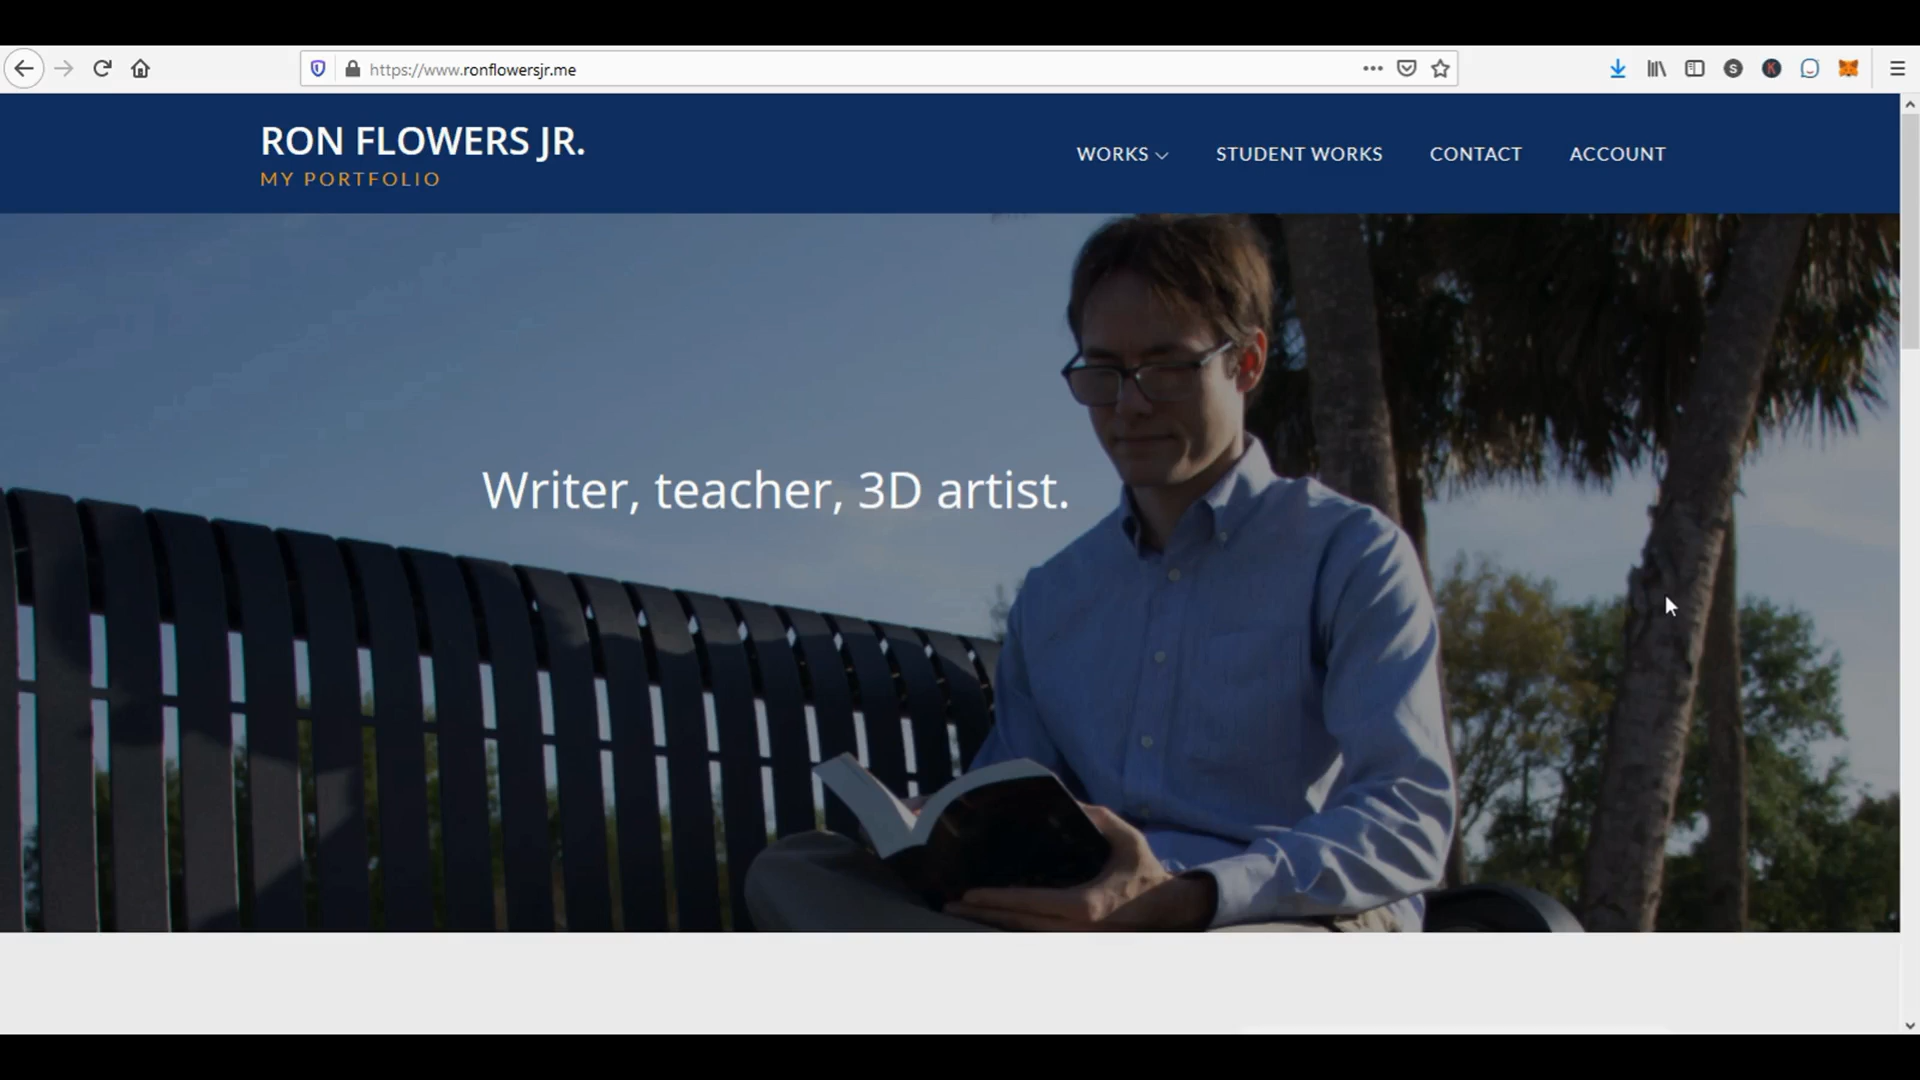 https://www.ronflowersjr.me
S
K
RON FLOWERS JR.
MY PORTFOLIO
WORKS
STUDENT WORKS
CONTACT
ACCOUNT
Writer, teacher, 3D artist.